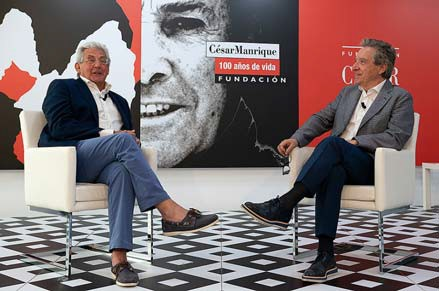 CésarManrique
100 años de vida
FUNDACIÓN